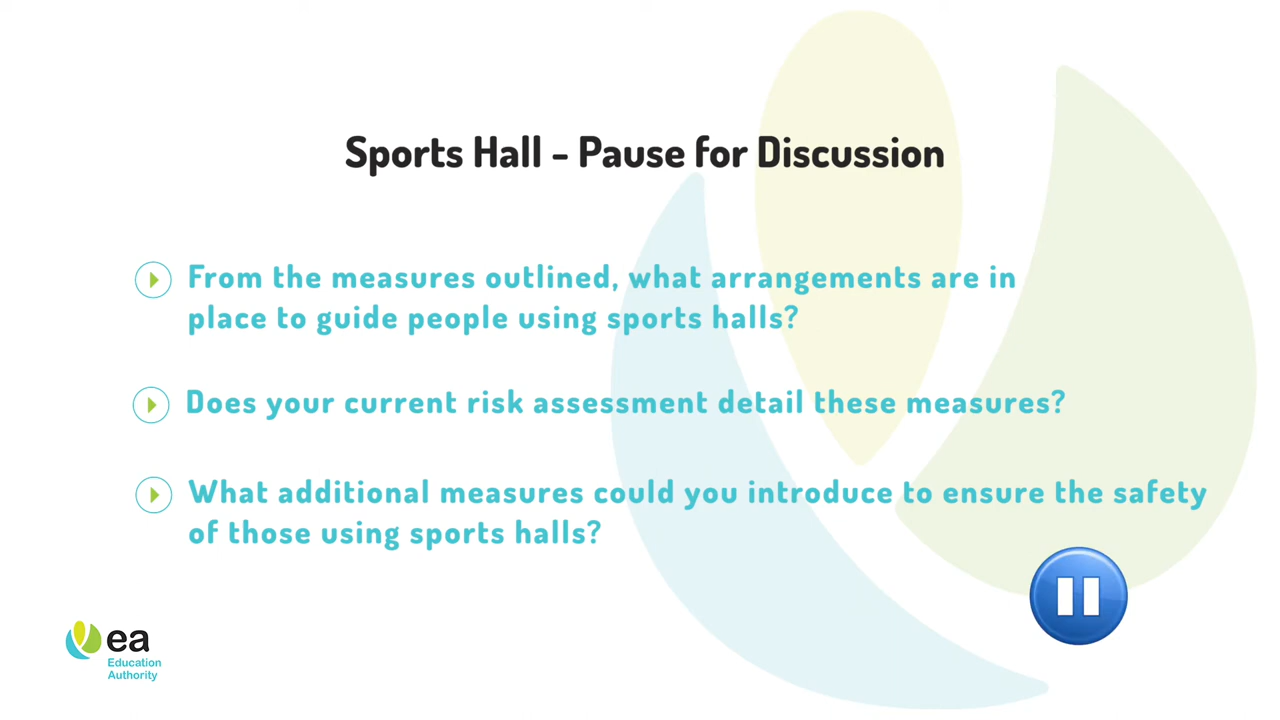 Sports Hall - Pause for Discussion
From the measures outlined, what arrangements are in
place to guide people using sports halls?
Does your current risk assessment detail these measures?
What additional measures could you introduce to ensure the safety
of those using sports halls?
ea
Education
Authority